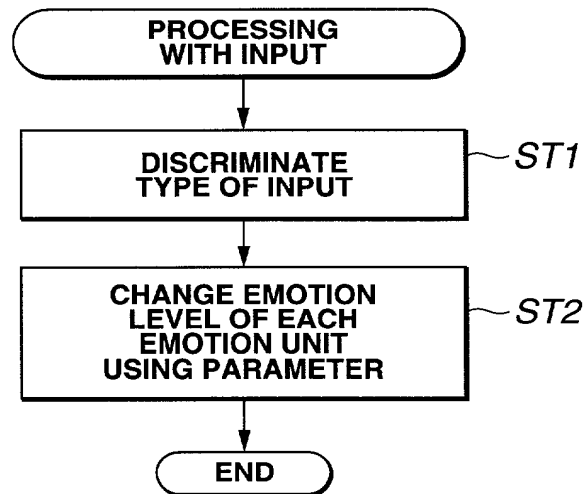 PROCESSING
WITH INPUT
DISCRIMINATE
TYPE OF INPUT
ST1
CHANGE EMOTION
LEVEL OF EACH
EMOTION UNIT
USING PARAMETER
ST2
END